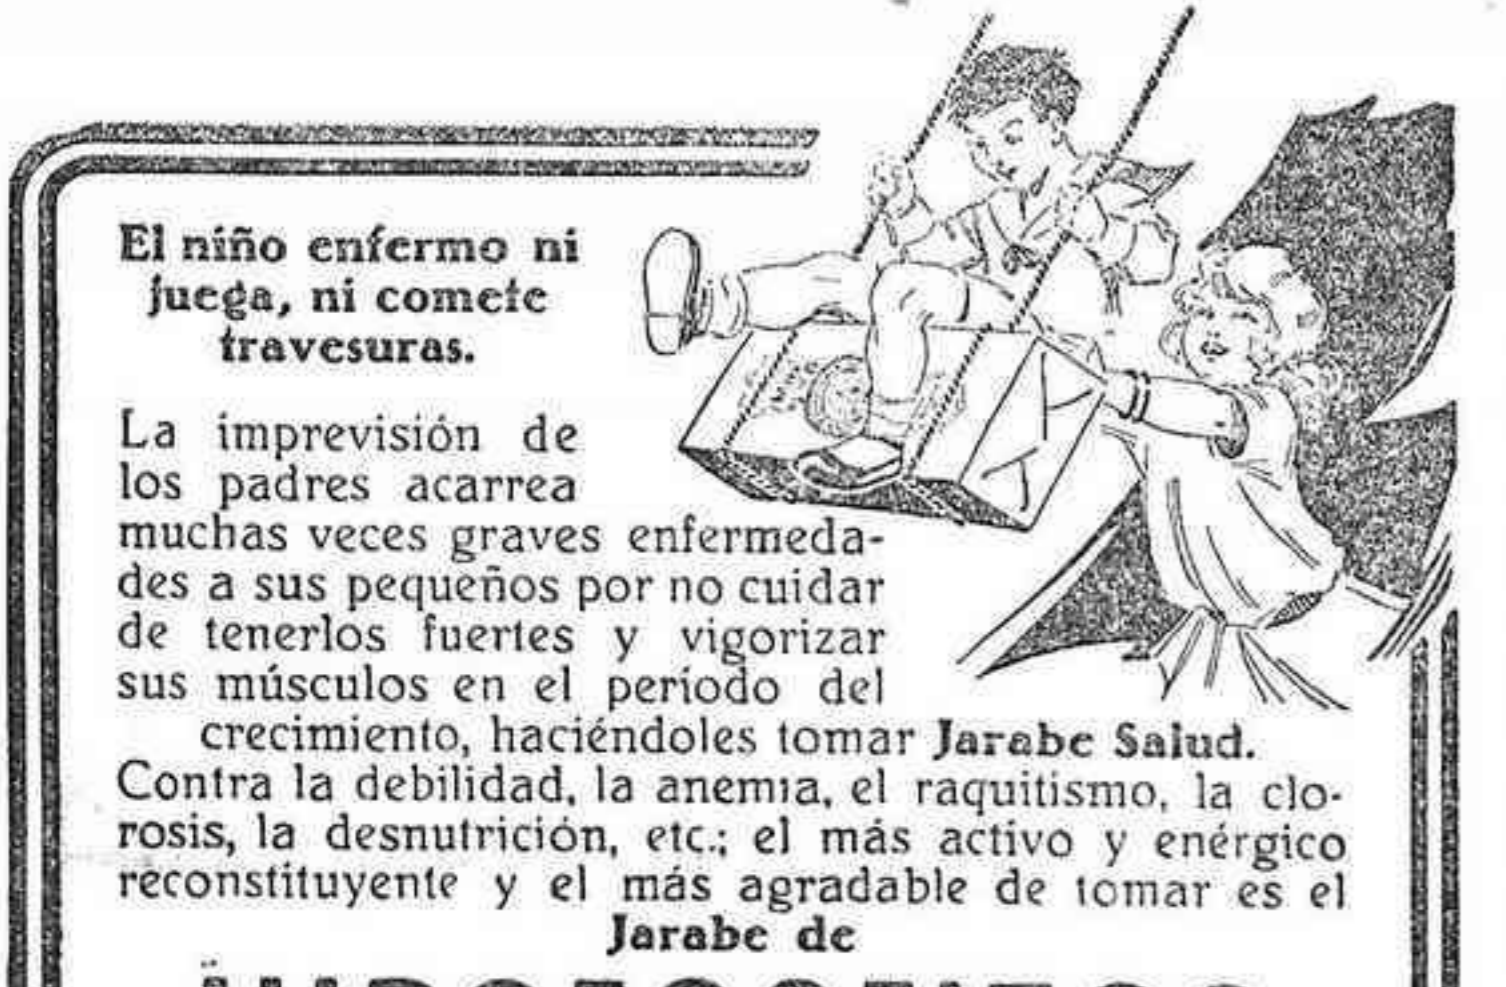 El niño enfermo ni
juega, ni comete
travesuras.
La imprevisión de
los padres acarrea
muchas veces graves enfermeda-
des a sus pequeños por no cuidar
de tenerlos fuertes y vigorizar
sus músculos en el período del
crecimiento, haciéndoles tomar Jarabe Salud.
Contra la debilidad, la anemia, el raquitismo, la clo-
rosis, la desnutrición, etc.; el más activo y enérgico
reconstituyente y el más agradable de tomar es el
Jarabe de